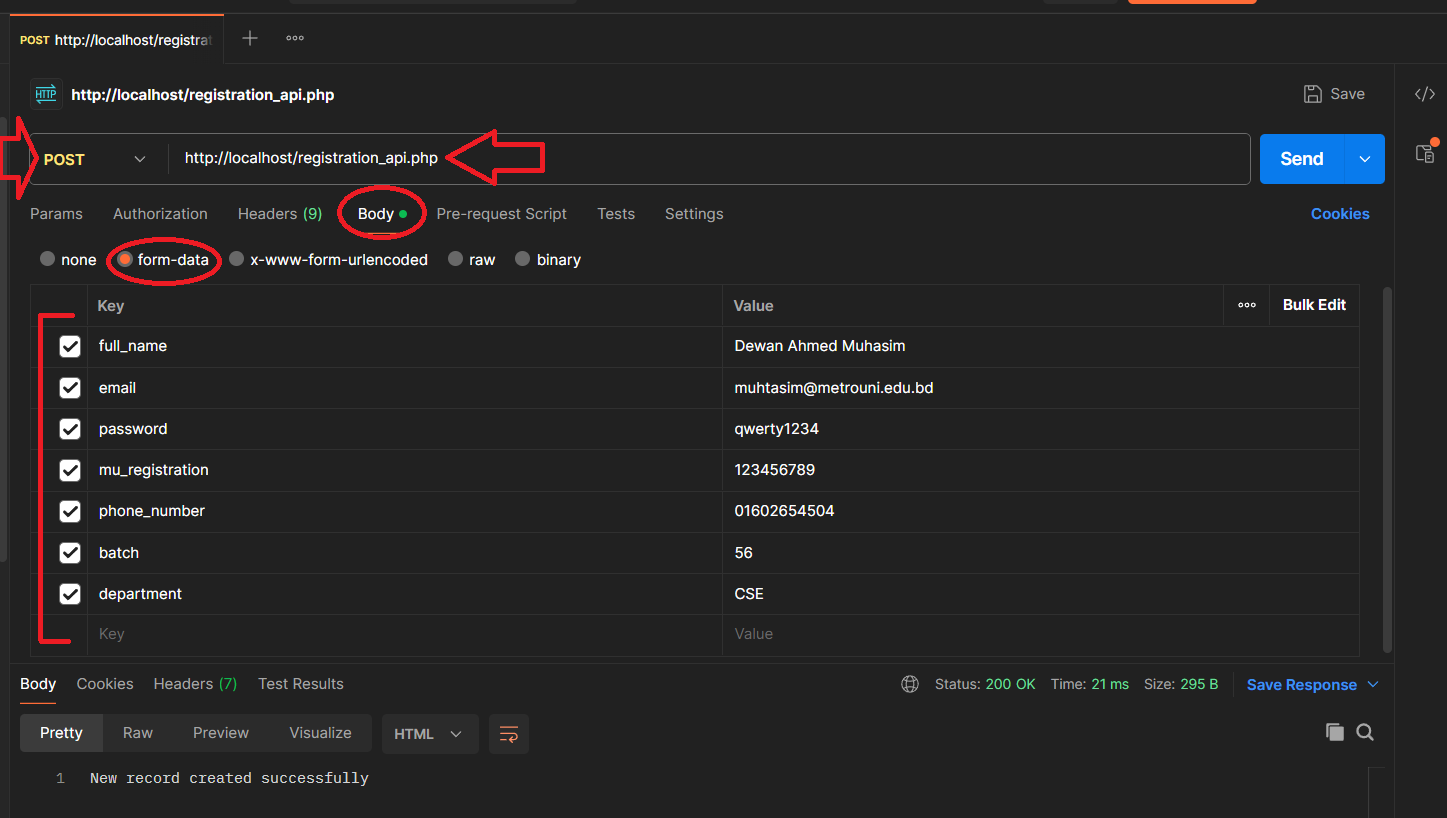 POST http://localhost/registrat
http://localhost/registration_api.php
Save
POST http://localhost/registration_api.php Send
Params Authorization Headers (9) Body Pre-request Script Tests Settings Cookies
none form-data x-www-form-urlencoded raw binary
Key Value Bulk Edit
full_name Dewan Ahmed Muhasim
email muhtasim@metrouni.edu.bd
password qwerty1234
mu_registration 123456789
phone_number 01602654504
batch 56
department CSE
Key Value
Body Cookies Headers (7) Test Results Status: 200 OK Time: 21 ms Size: 295 B Save Response
Pretty Raw Preview Visualize HTML
1 New record created successfully